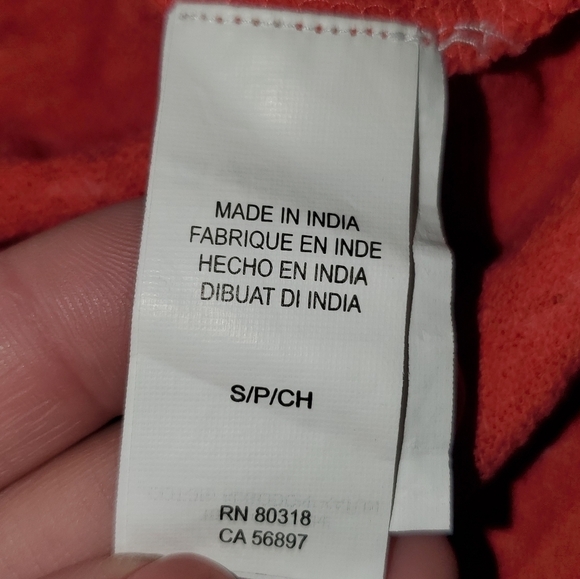 MADE IN INDIA
FABRIQUE EN INDE
HECHO EN INDIA
DIBUAT DI INDIA
S/P/CH
RN 80318
CA 56897